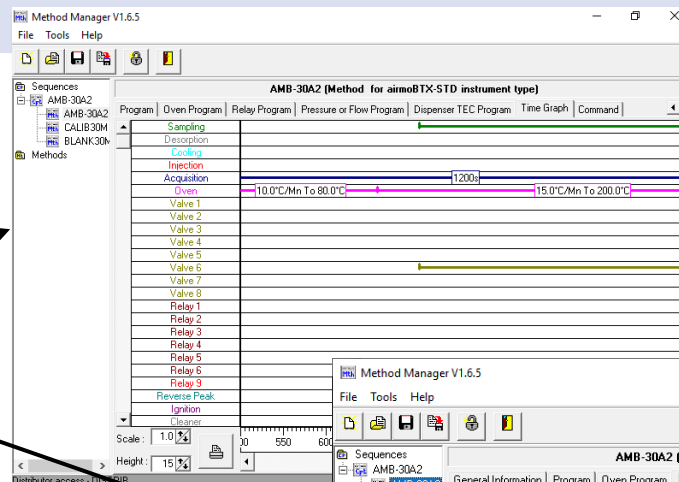 Method Manager V1.6.5
File Tools Help
Sequences
AMB-30A2
AMB-30A2
CALIB30M
BLANK30M
Methods
AMB-30A2 (Method for airmoBTX-STD instrument type)
Program Oven Program Relay Program Pressure or Flow Program Dispenser TEC Program Time Graph Command
Sampling
Desorption
Cooling
Injection
Acquisition 1200s
Oven 10.0°C/Mn To 80.0°C 15.0°C/Mn To 200.0°C
Valve 1
Valve 2
Valve 3
Valve 4
Valve 5
Valve 6
Valve 7
Valve 8
Relay 1
Relay 2
Relay 3
Relay 4
Relay 5
Relay 6
Relay 9
Reverse Peak
Ignition
Cleaner
Scale : 1.0
550
Height : 15
Method Manager V1.6.5
File Tools Help
Sequences
AMB-30A2
AMB-30A2 (
General Information Program Oven Program
Distributor access -